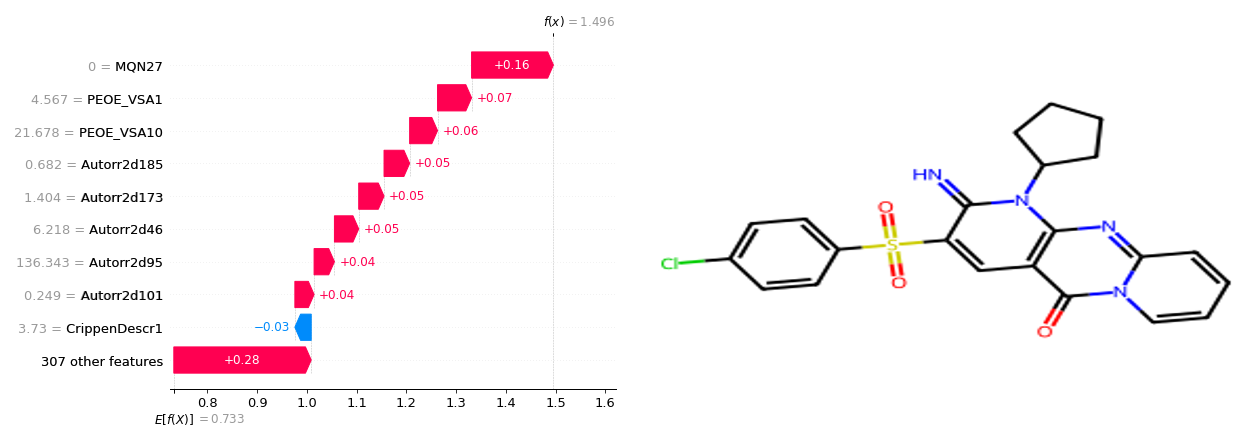 f(x) = 1.496
0 = MQN27
+0.16
4.567 = PEOE_VSA1
+0.07
21.678 = PEOE_VSA10
+0.06
0.682 = Autorr2d185
+0.05
1.404 = Autorr2d173
+0.05
6.218 = Autorr2d46
+0.05
136.343 = Autorr2d95
+0.04
0.249 = Autorr2d101
+0.04
3.73 = CrippenDescr1
−0.03
307 other features
+0.28
0.8 0.9 1.0 1.1 1.2 1.3 1.4 1.5 1.6
E[f(X)] = 0.733
HN
N
O
N
S
Cl
O
N
O